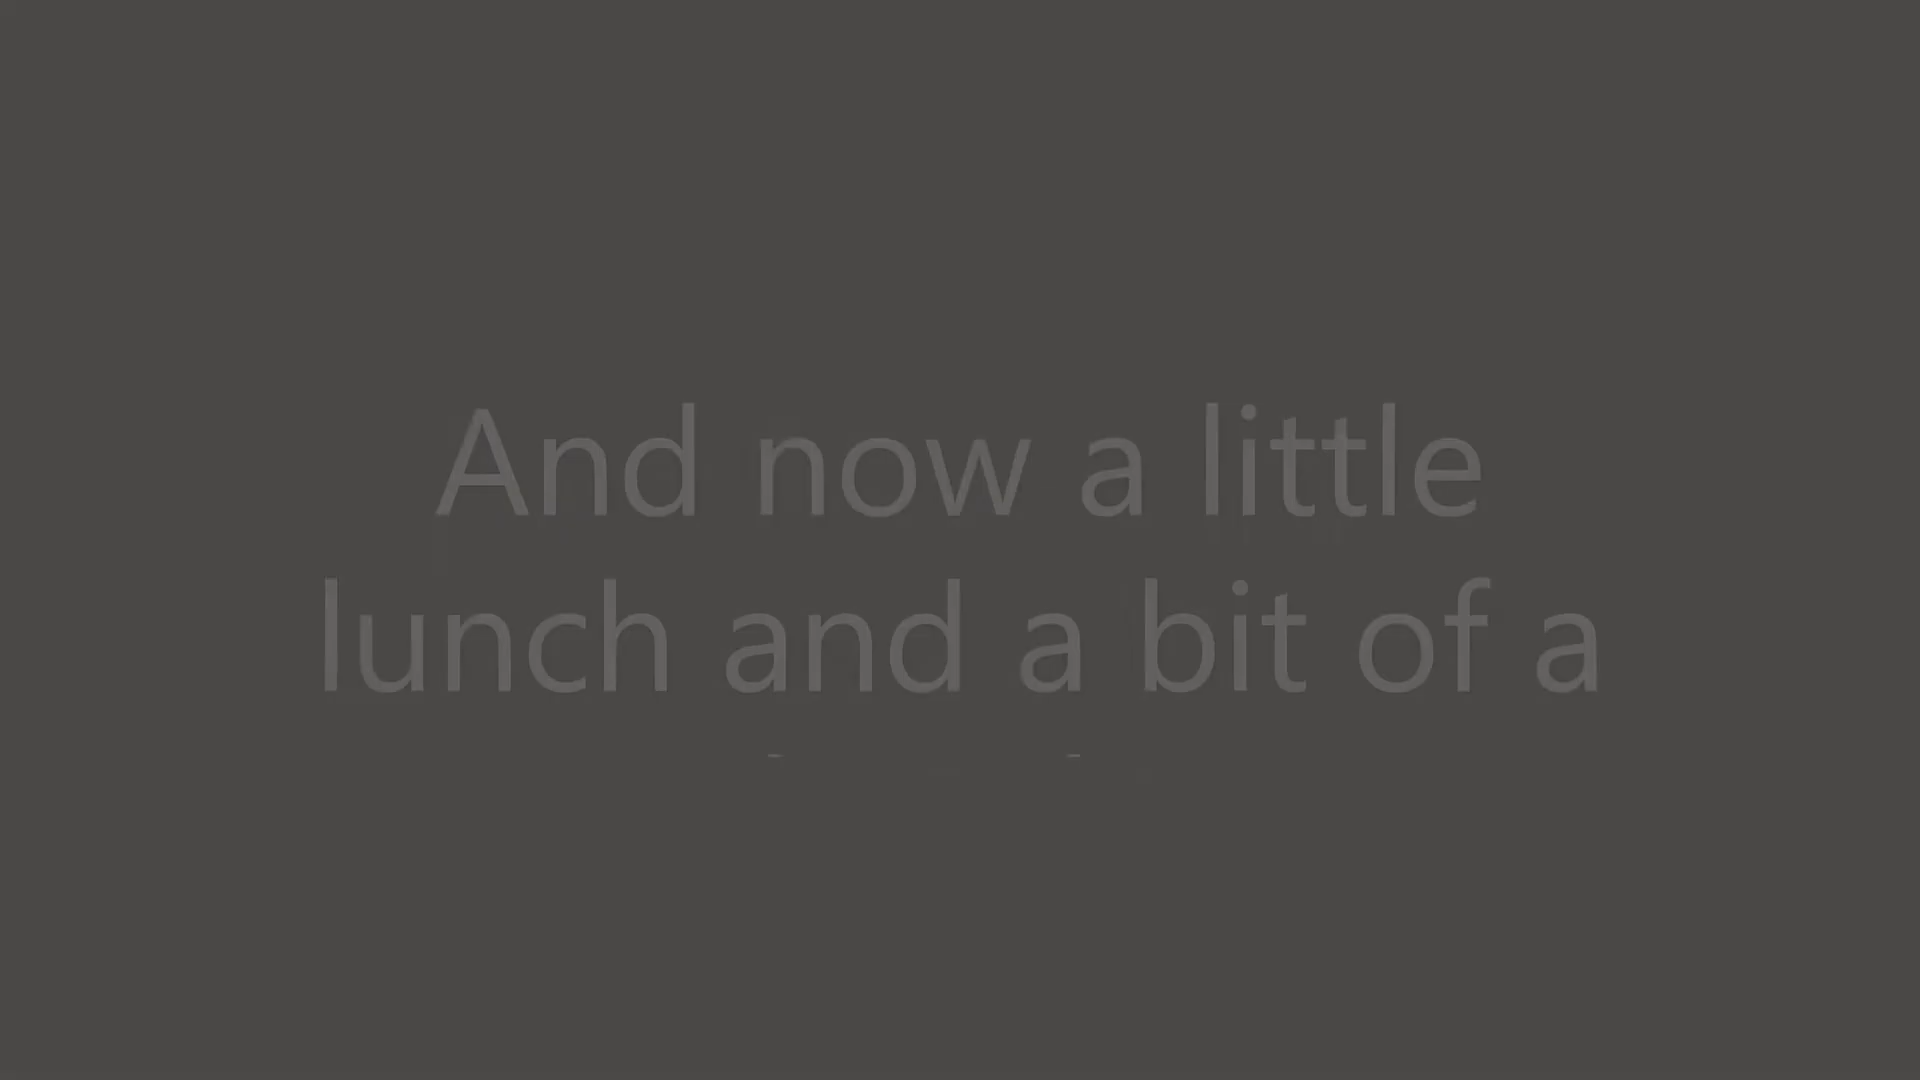 And now a little
lunch and a bit of a